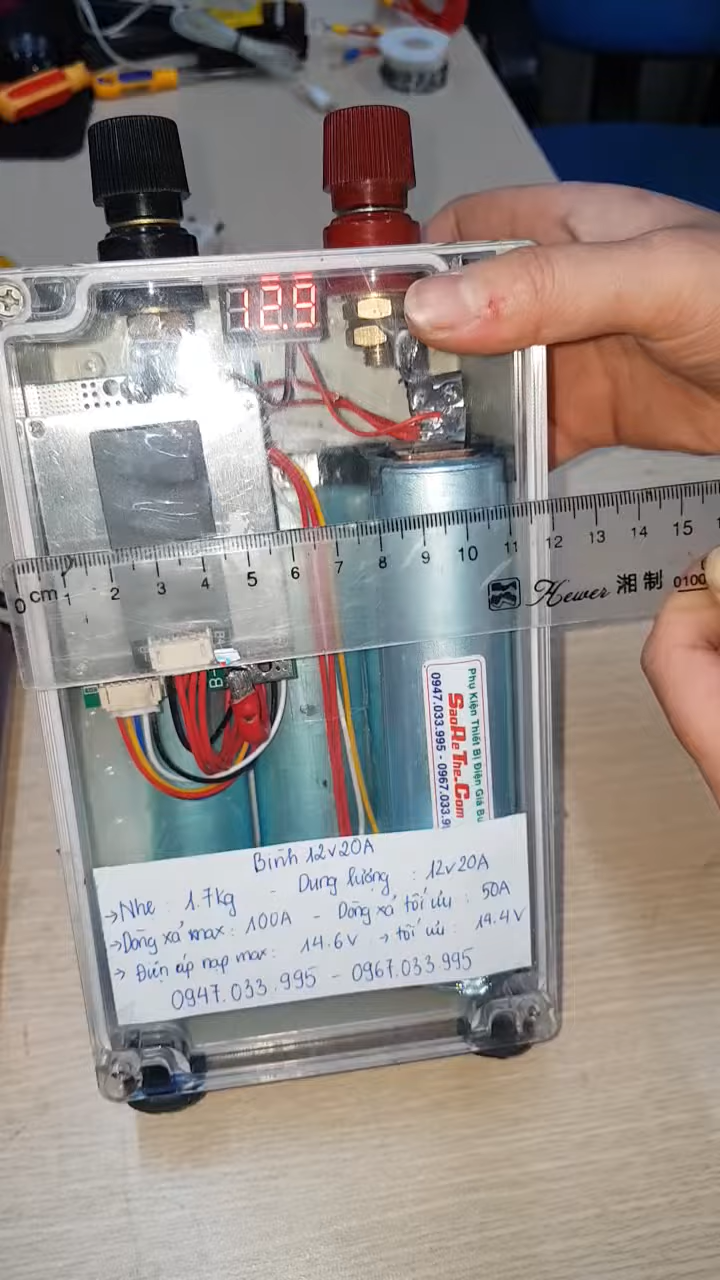 12.9
0 cm 1 2 3 4 5 6 7 8 9 10 11 12 13 14 15
Hewer 湘制 0100
B-
Phụ Kiện Thiết Bị Điện Giá
SaoReThe.Com
0947.033.995 - 0967.033.9
Bình 12v20A
→Nhẹ : 1.7kg - Dung lượng : 12v20A
→Dòng xả max: 100A - Dòng xả tối ưu : 50A
→ Điện áp nạp max: 14.6V → tối ưu : 14.4V
0947.033.995 - 0967.033.995